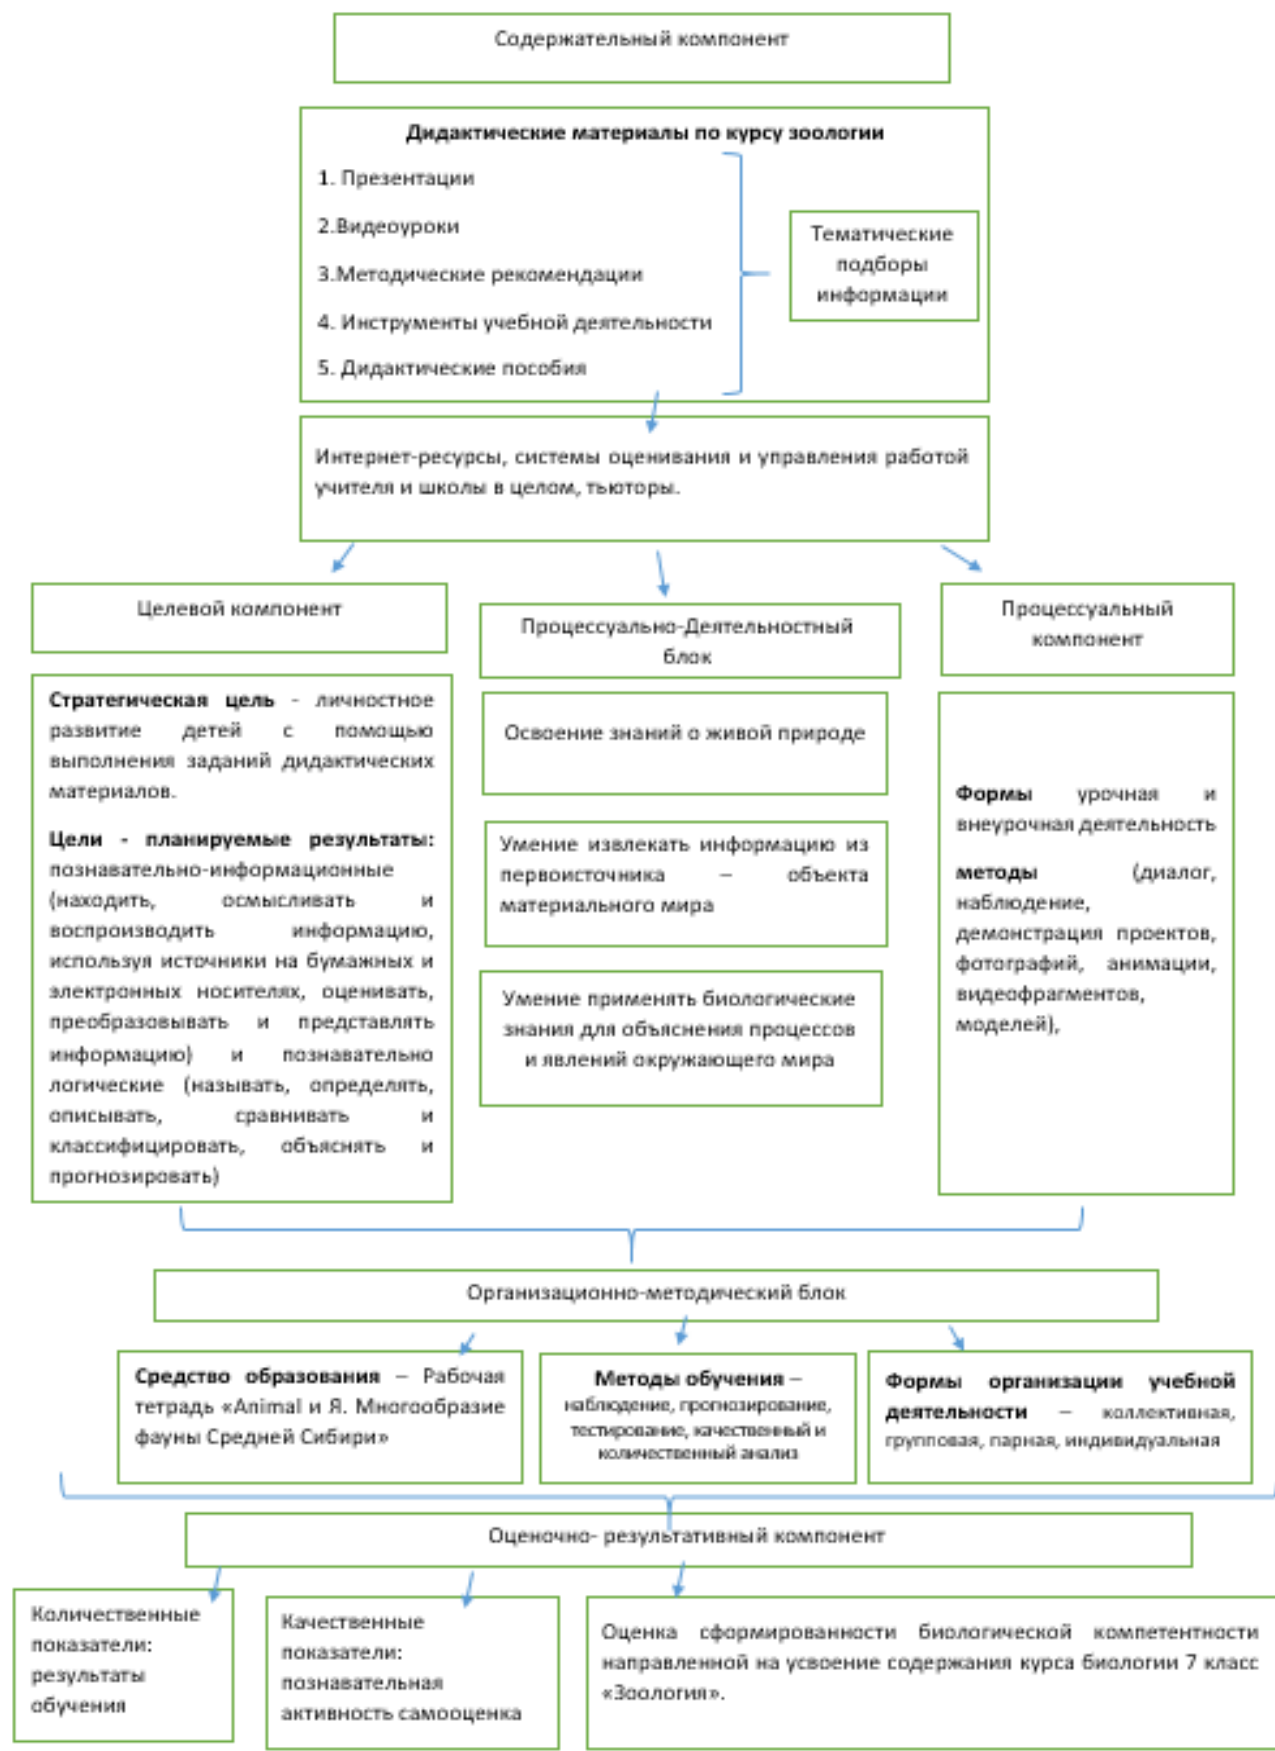 Содержательный компонент
Дидактические материалы по курсу зоологии
1. Презентации
2.Видеоуроки
3.Методические рекомендации
4. Инструменты учебной деятельности
5. Дидактические пособия
Тематические
подборы
информации
Интернет-ресурсы, системы оценивания и управления работой
учителя и школы в целом, тьюторы.
Целевой компонент
Стратегическая цель - личностное
развитие детей с помощью
выполнения заданий дидактических
материалов.
Цели - планируемые результаты:
познавательно-информационные
(находить, осмысливать и
воспроизводить информацию,
используя источники на бумажных и
электронных носителях, оценивать,
преобразовывать и представлять
информацию) и познавательно
логические (называть, определять,
описывать, сравнивать и
классифицировать, объяснять и
прогнозировать)
Процессуально-Деятельностный
блок
Освоение знаний о живой природе
Умение извлекать информацию из
первоисточника – объекта
материального мира
Умение применять биологические
знания для объяснения процессов
и явлений окружающего мира
Процессуальный
компонент
Формы урочная и
внеурочная деятельность
методы (диалог,
наблюдение,
демонстрация проектов,
фотографий, анимации,
видеофрагментов,
моделей),
Организационно-методический блок
Средство образования – Рабочая
тетрадь «Animal и Я. Многообразие
фауны Средней Сибири»
Методы обучения –
наблюдение, прогнозирование,
тестирование, качественный и
количественный анализ
Формы организации учебной
деятельности – коллективная,
групповая, парная, индивидуальная
Оценочно- результативный компонент
Количественные
показатели:
результаты
обучения
Качественные
показатели:
познавательная
активность самооценка
Оценка сформированности биологической компетентности
направленной на усвоение содержания курса биологии 7 класс
«Зоология».